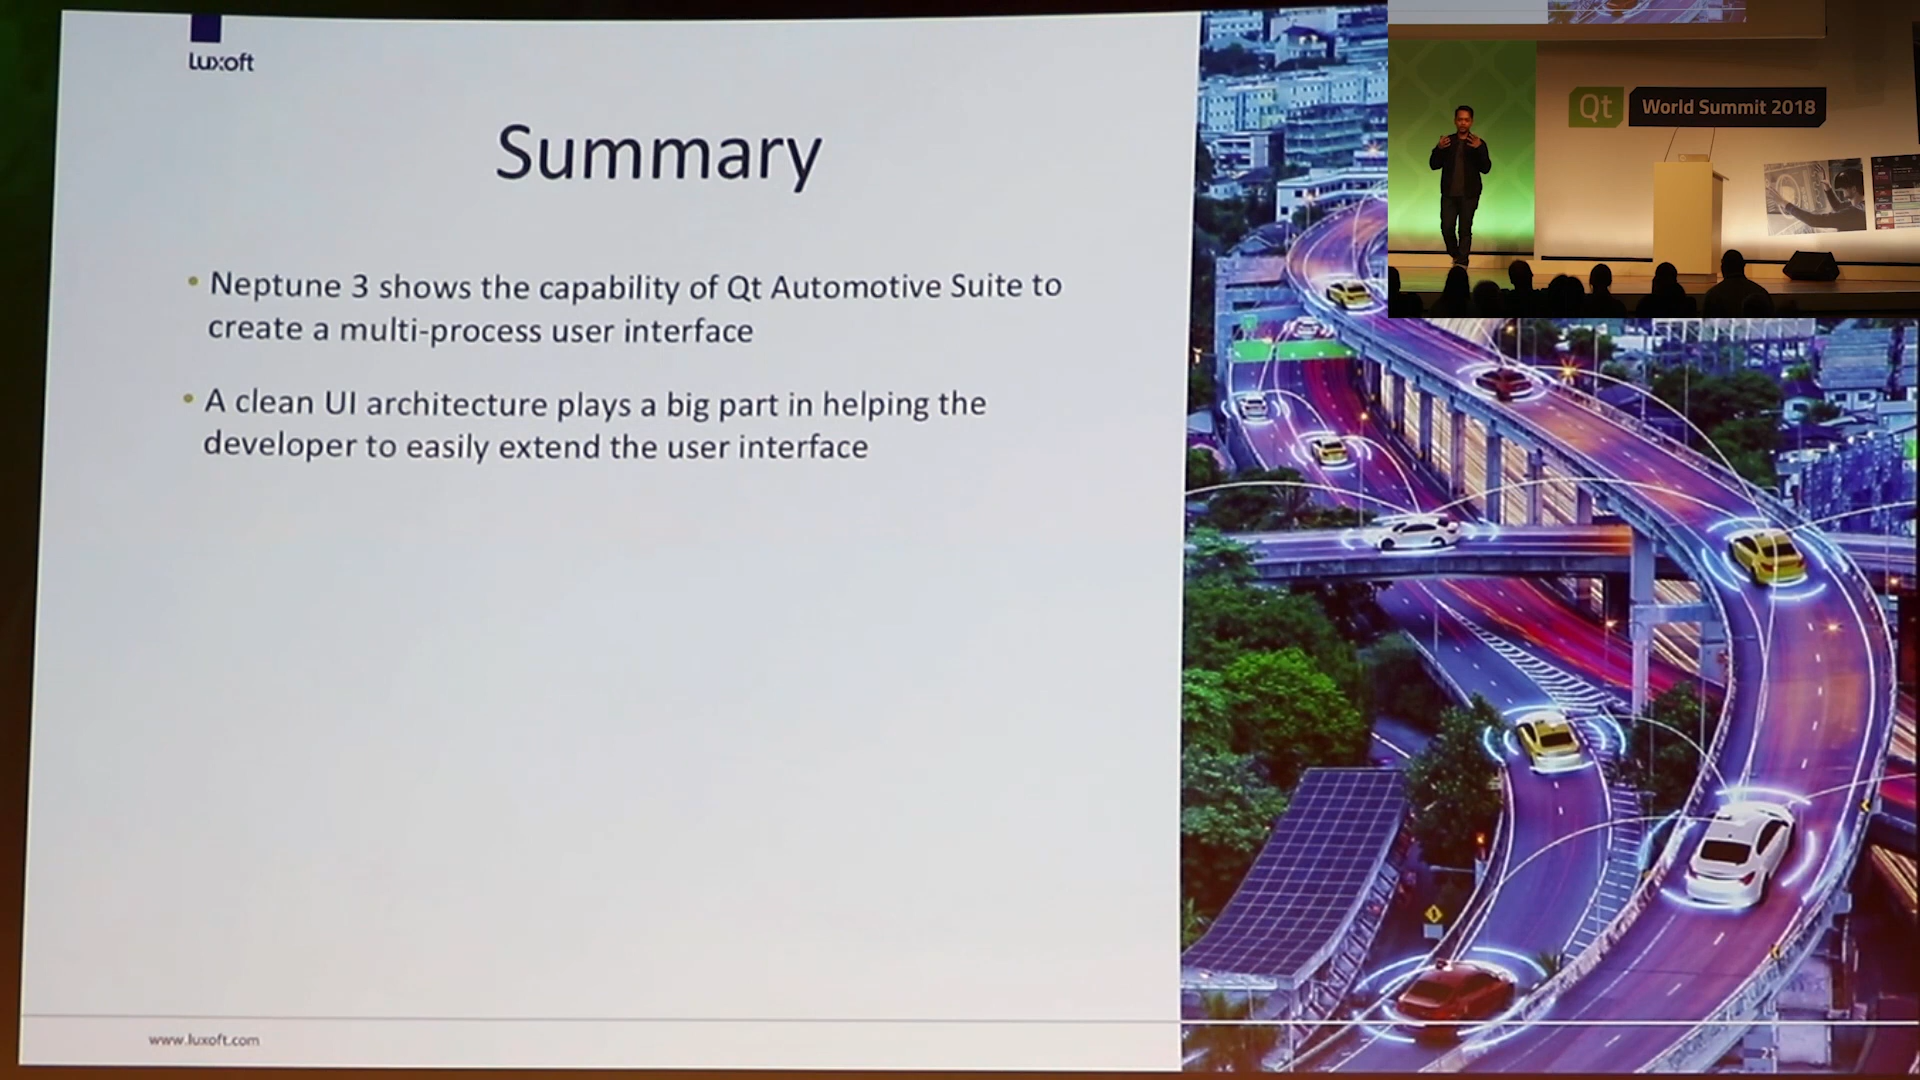 Luxoft
Summary
• Neptune 3 shows the capability of Qt Automotive Suite to
create a multi-process user interface
• A clean UI architecture plays a big part in helping the
developer to easily extend the user interface
www.luxoft.com
Qt World Summit 2018